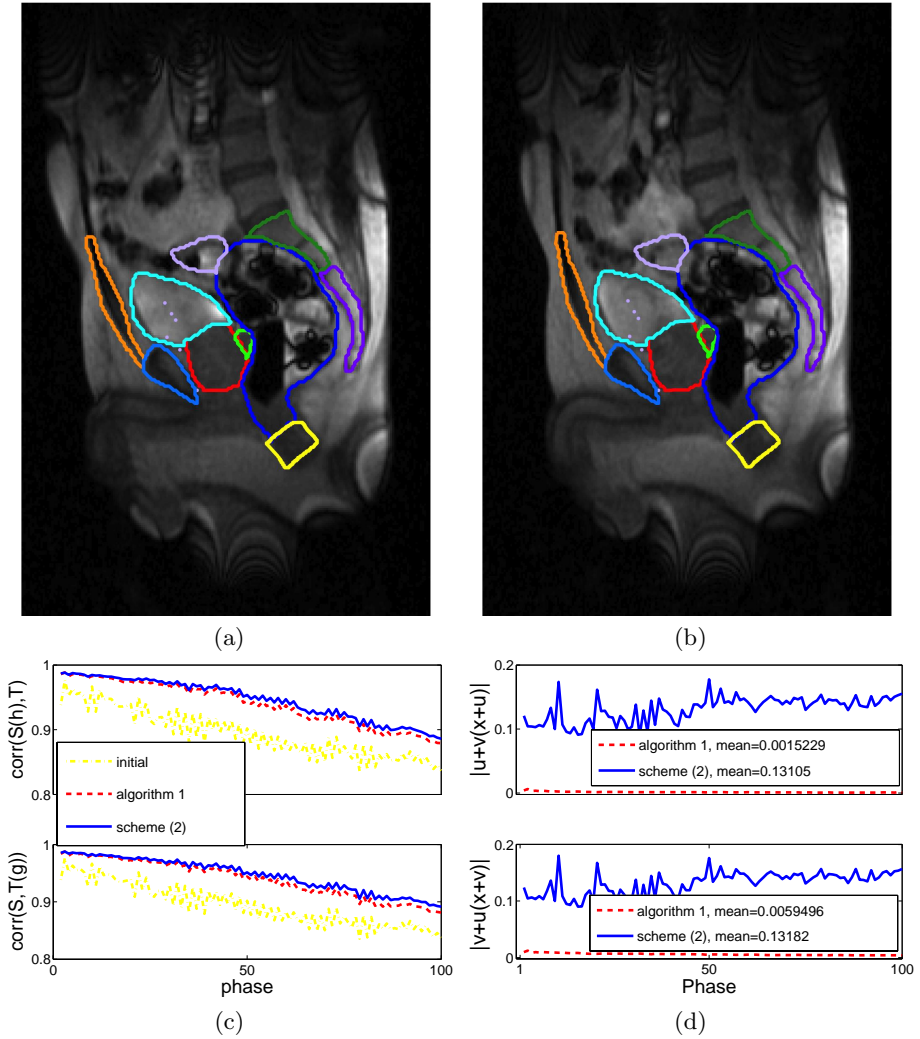 (a)
(b)
corr(S(h),T)
1
0.9
0.8
initial
algorithm 1
scheme (2)
corr(S,T(g))
1
0.9
0.8
0
50
100
phase
(c)
|u+v(x+u)|
0.2
0.1
0
algorithm 1, mean=0.0015229
scheme (2), mean=0.13105
|v+u(x+v)|
0.2
0.1
0
algorithm 1, mean=0.0059496
scheme (2), mean=0.13182
1
50
100
Phase
(d)